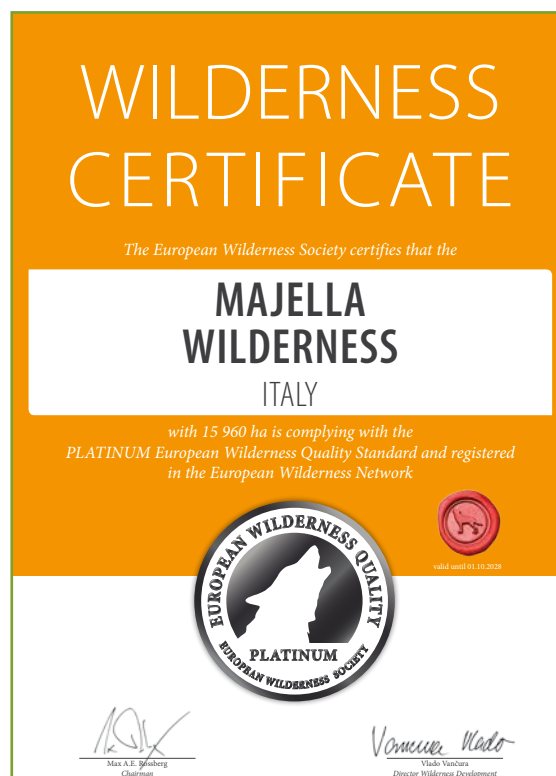 WILDERNESS
CERTIFICATE
The European Wilderness Society certifies that the
MAJELLA
WILDERNESS
ITALY
with 15 960 ha is complying with the
PLATINUM European Wilderness Quality Standard and registered
in the European Wilderness Network
valid until 01.10.2028
EUROPEAN WILDERNESS QUALITY
PLATINUM
EUROPEAN WILDERNESS SOCIETY
Vancura Vlado
Max A.E. Rossberg
Chairman
Vlado Vančura
Director Wilderness Development